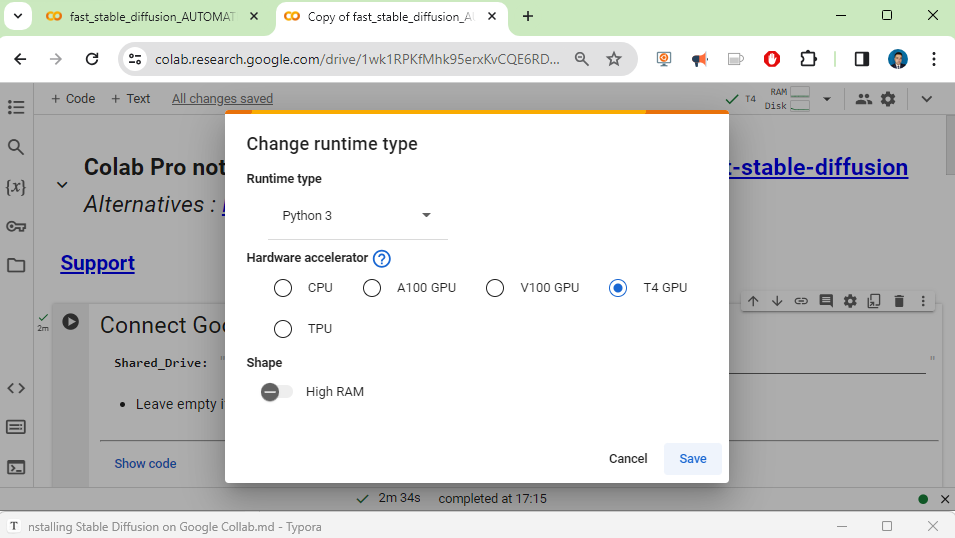 fast_stable_diffusion_AUTOMAT
Copy of fast_stable_diffusion_A
colab.research.google.com/drive/1wk1RPKfMhk95erxKvCQE6RD...
+ Code + Text All changes saved
T4 RAM
Disk
Change runtime type
Colab Pro not
t-stable-diffusion
Runtime type
Alternatives :
Python 3
Support
Hardware accelerator ?
CPU A100 GPU V100 GPU T4 GPU
TPU
2m
Connect Goo
Shared_Drive: "
"
Shape
High RAM
Leave empty i
Cancel Save
Show code
2m 34s completed at 17:15
T nstalling Stable Diffusion on Google Collab.md - Typora